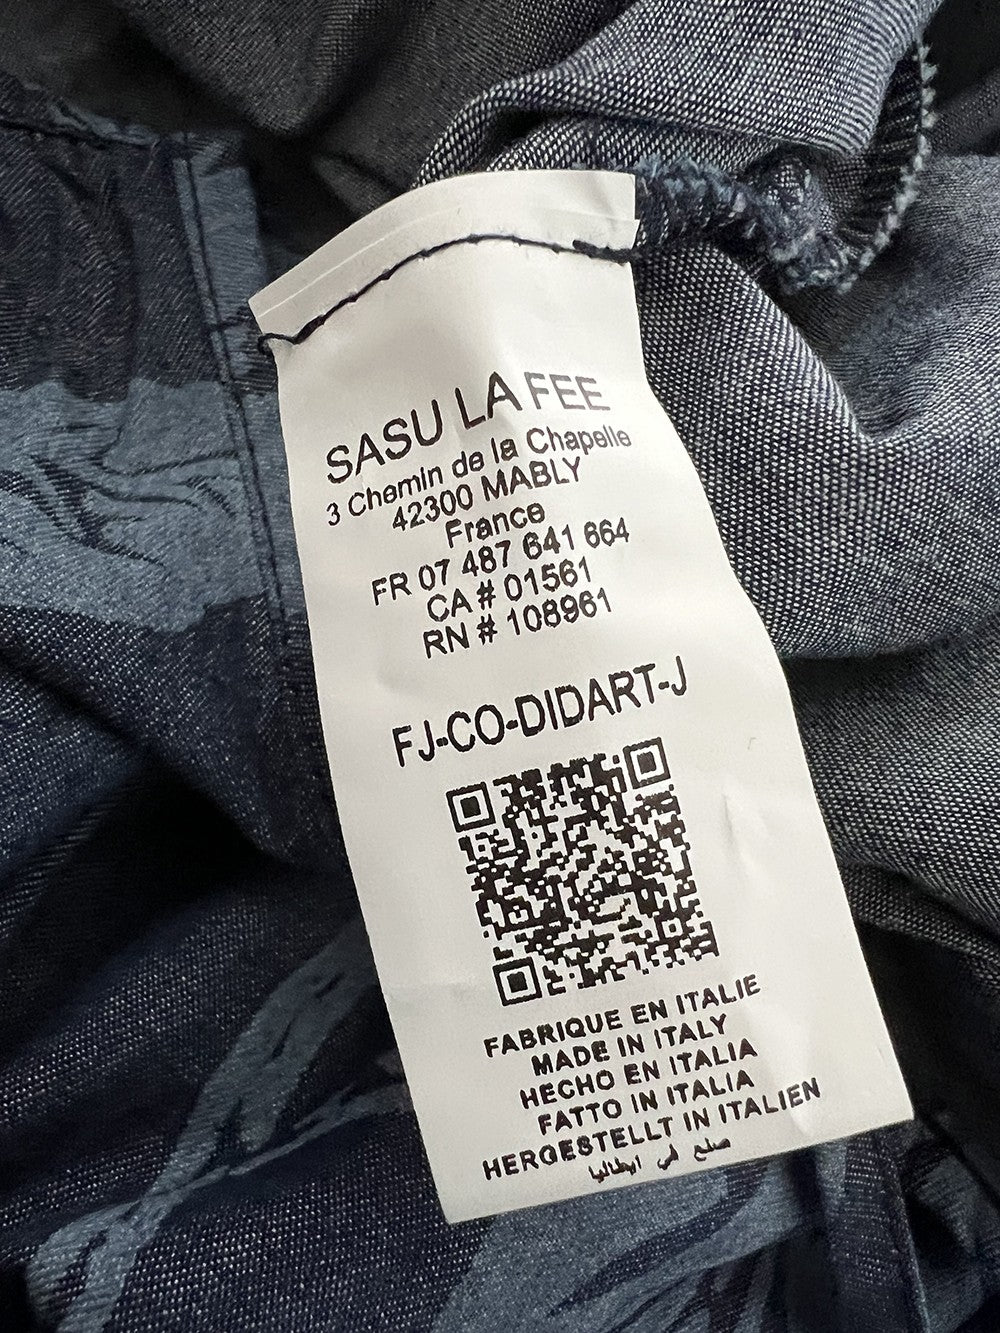 SASU LA FEE
3 Chemin de la Chapelle
42300 MABLY
France
FR 07 487 641 664
CA # 01561
RN # 108961
FJ-CO-DIDART-J
FABRIQUE EN ITALIE
MADE IN ITALY
HECHO EN ITALIA
FATTO IN ITALIA
HERGESTELLT IN ITALIEN
صلع في ايطاليا